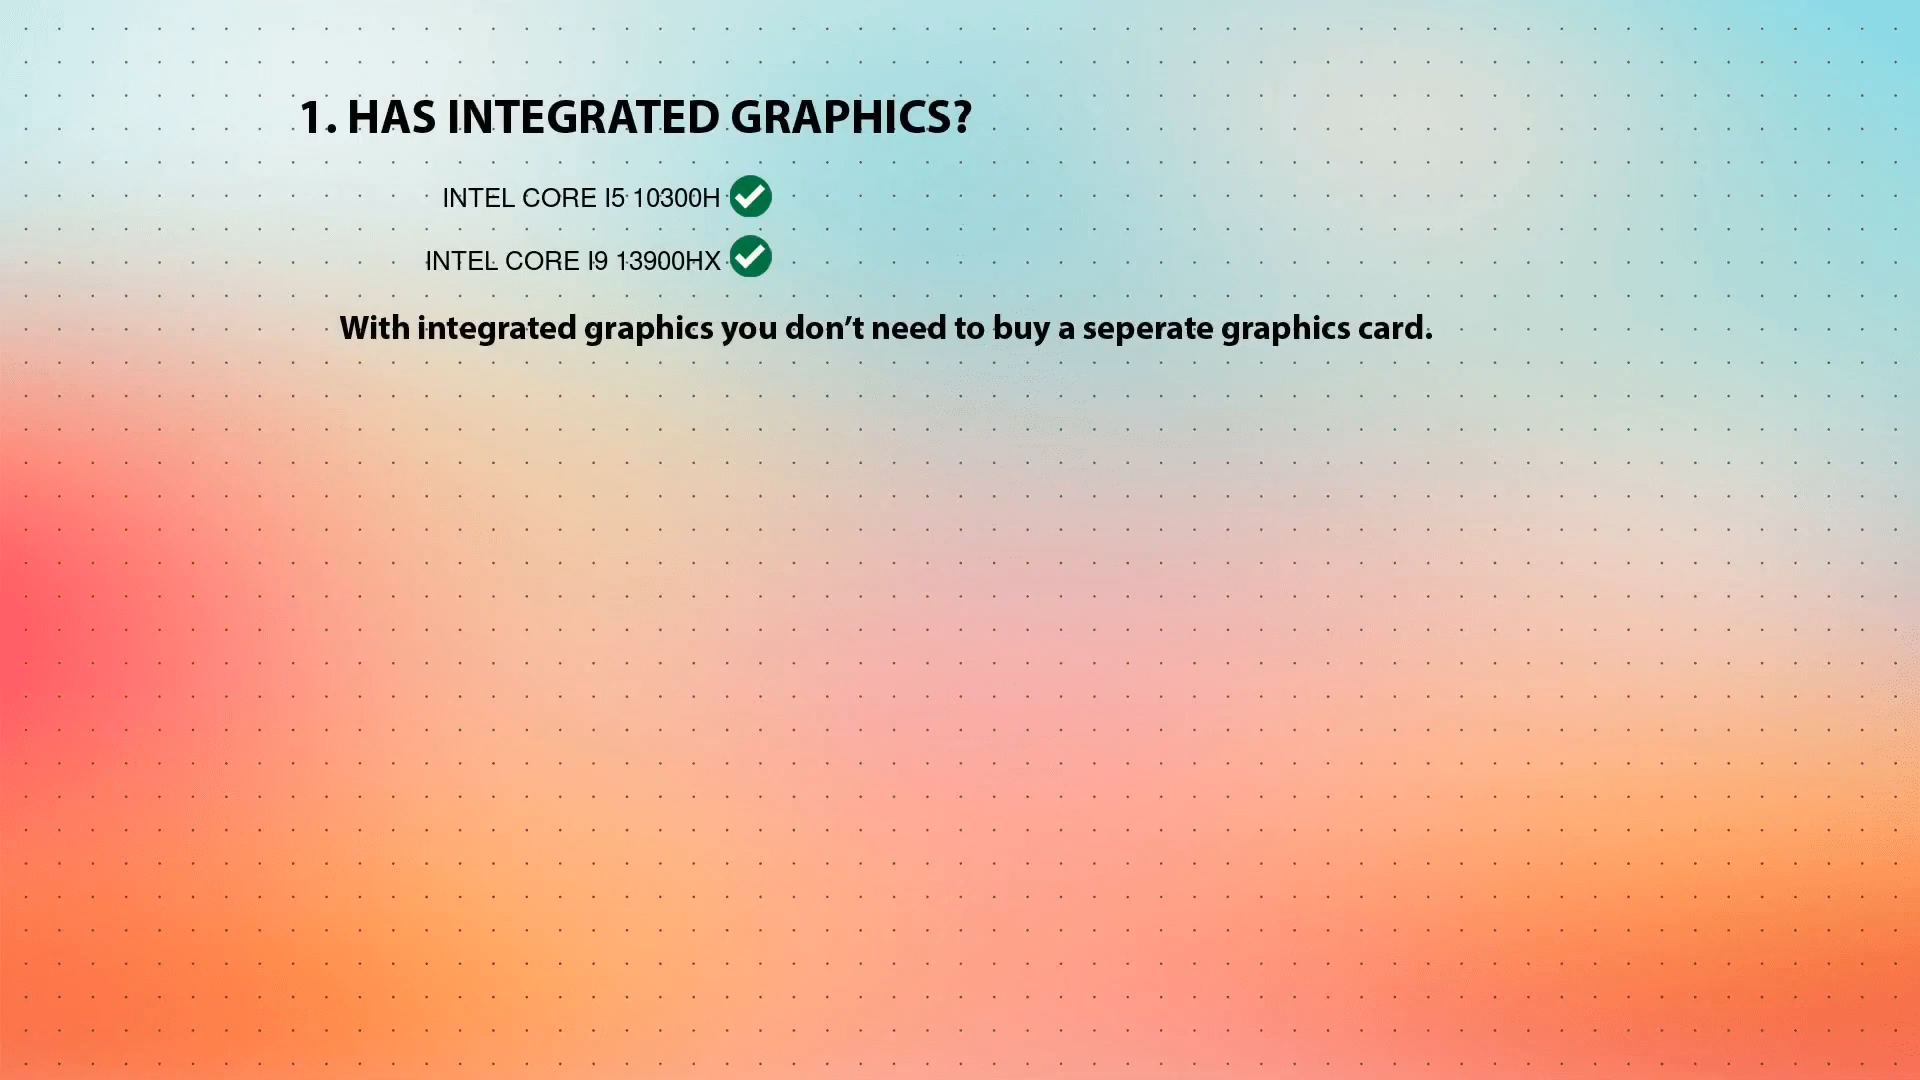 1. HAS INTEGRATED GRAPHICS?
INTEL CORE I5 10300H
INTEL CORE I9 13900HX
With integrated graphics you don’t need to buy a seperate graphics card.